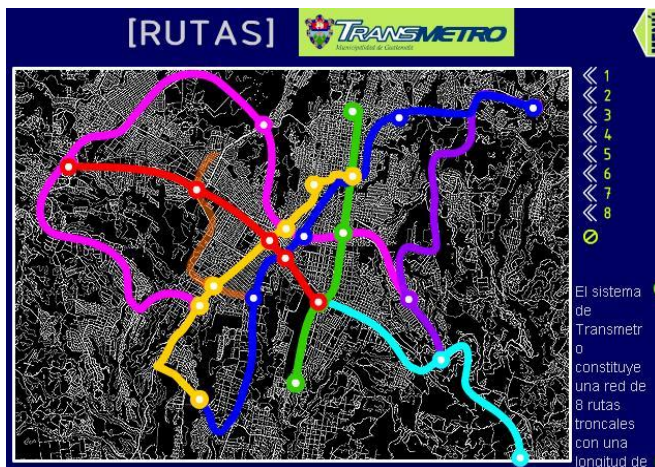 [RUTAS]
TRANSMETRO
Municipalidad de Guatemala
MENÚ
1
2
3
4
5
6
7
8
El sistema
de
Transmetr
o
constituye
una red de
8 rutas
troncales
con una
longitud de